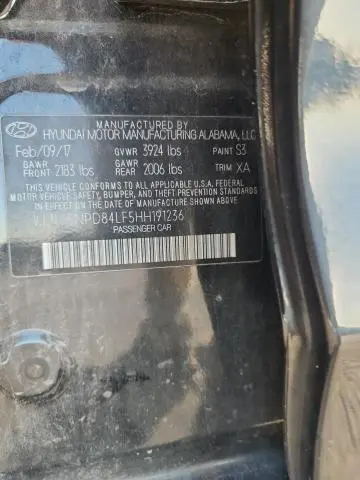 MANUFACTURED BY
HYUNDAI MOTOR MANUFACTURING ALABAMA, LLC
Feb/09/17 GVWR 3924 lbs PAINT S3
GAWR FRONT 2183 lbs GAWR REAR 2006 lbs TRIM XA
THIS VEHICLE CONFORMS TO ALL APPLICABLE U.S. FEDERAL
MOTOR VEHICLE SAFETY, BUMPER, AND THEFT PREVENTION
STANDARDS IN EFFECT ON THE DATE OF
MANUFACTURE SHOWN ABOVE.
5NPD84LF5HH191236
PASSENGER CAR